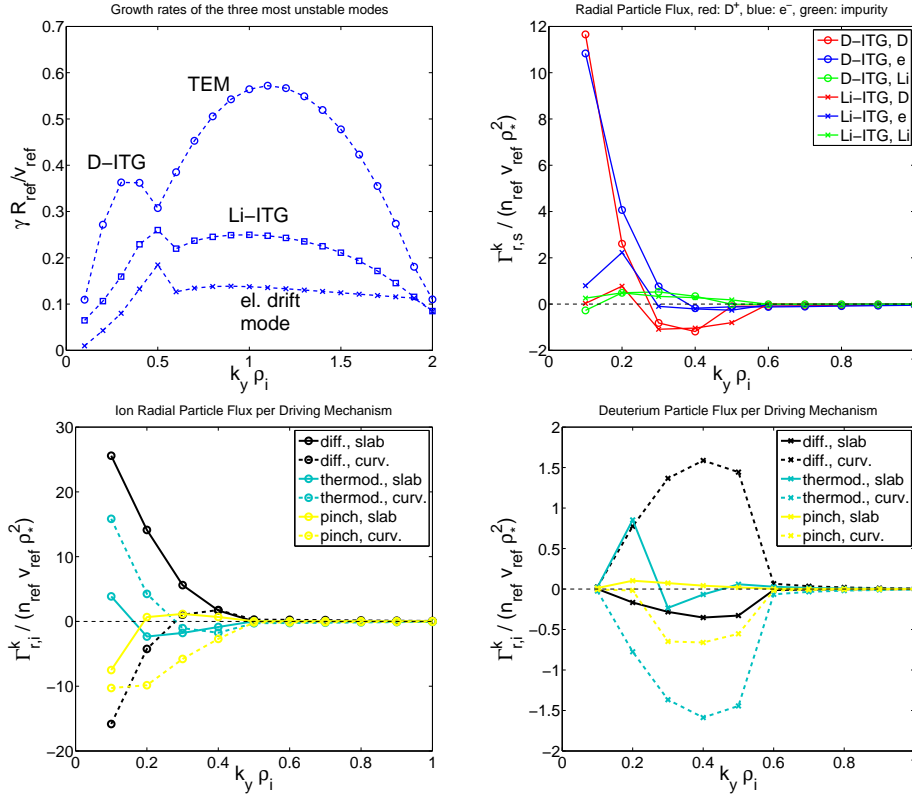 Growth rates of the three most unstable modes
γ R_ref/v_ref
0.7
0.6
0.5
0.4
0.3
0.2
0.1
0
TEM
D−ITG
Li−ITG
el. drift
mode
0 0.5 1 1.5 2
k_y ρ_i
Radial Particle Flux, red: D⁺, blue: e⁻, green: impurity
Γ^k_r,s / (n_ref v_ref ρ_*^2)
12
10
8
6
4
2
0
−2
D−ITG, D
D−ITG, e
D−ITG, Li
Li−ITG, D
Li−ITG, e
Li−ITG, Li
0 0.2 0.4 0.6 0.8 1
k_y ρ_i
Ion Radial Particle Flux per Driving Mechanism
Γ^k_r,i / (n_ref v_ref ρ_*^2)
30
20
10
0
−10
−20
diff., slab
diff., curv.
thermod., slab
thermod., curv.
pinch, slab
pinch, curv.
0 0.2 0.4 0.6 0.8 1
k_y ρ_i
Deuterium Particle Flux per Driving Mechanism
Γ^k_r,i / (n_ref v_ref ρ_*^2)
2
1.5
1
0.5
0
−0.5
−1
−1.5
−2
diff., slab
diff., curv.
thermod., slab
thermod., curv.
pinch, slab
pinch, curv.
0 0.2 0.4 0.6 0.8 1
k_y ρ_i